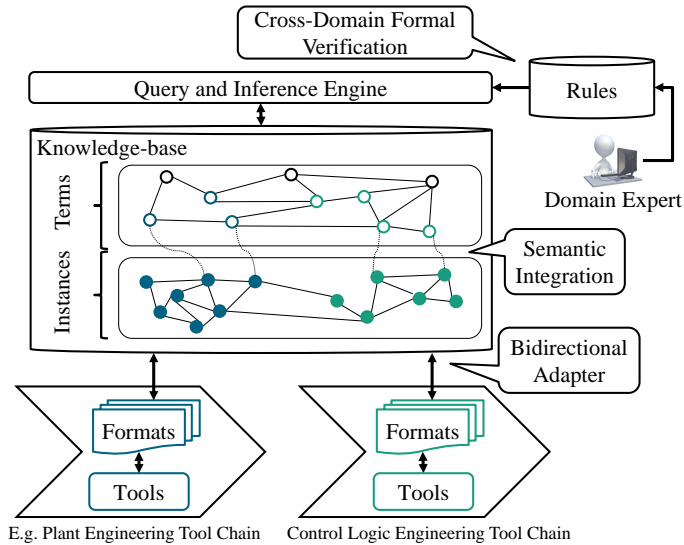 Cross-Domain Formal
Verification
Query and Inference Engine
Rules
Knowledge-base
Terms
Domain Expert
Semantic
Integration
Instances
Bidirectional
Adapter
Formats
Formats
Tools
Tools
E.g. Plant Engineering Tool Chain
Control Logic Engineering Tool Chain